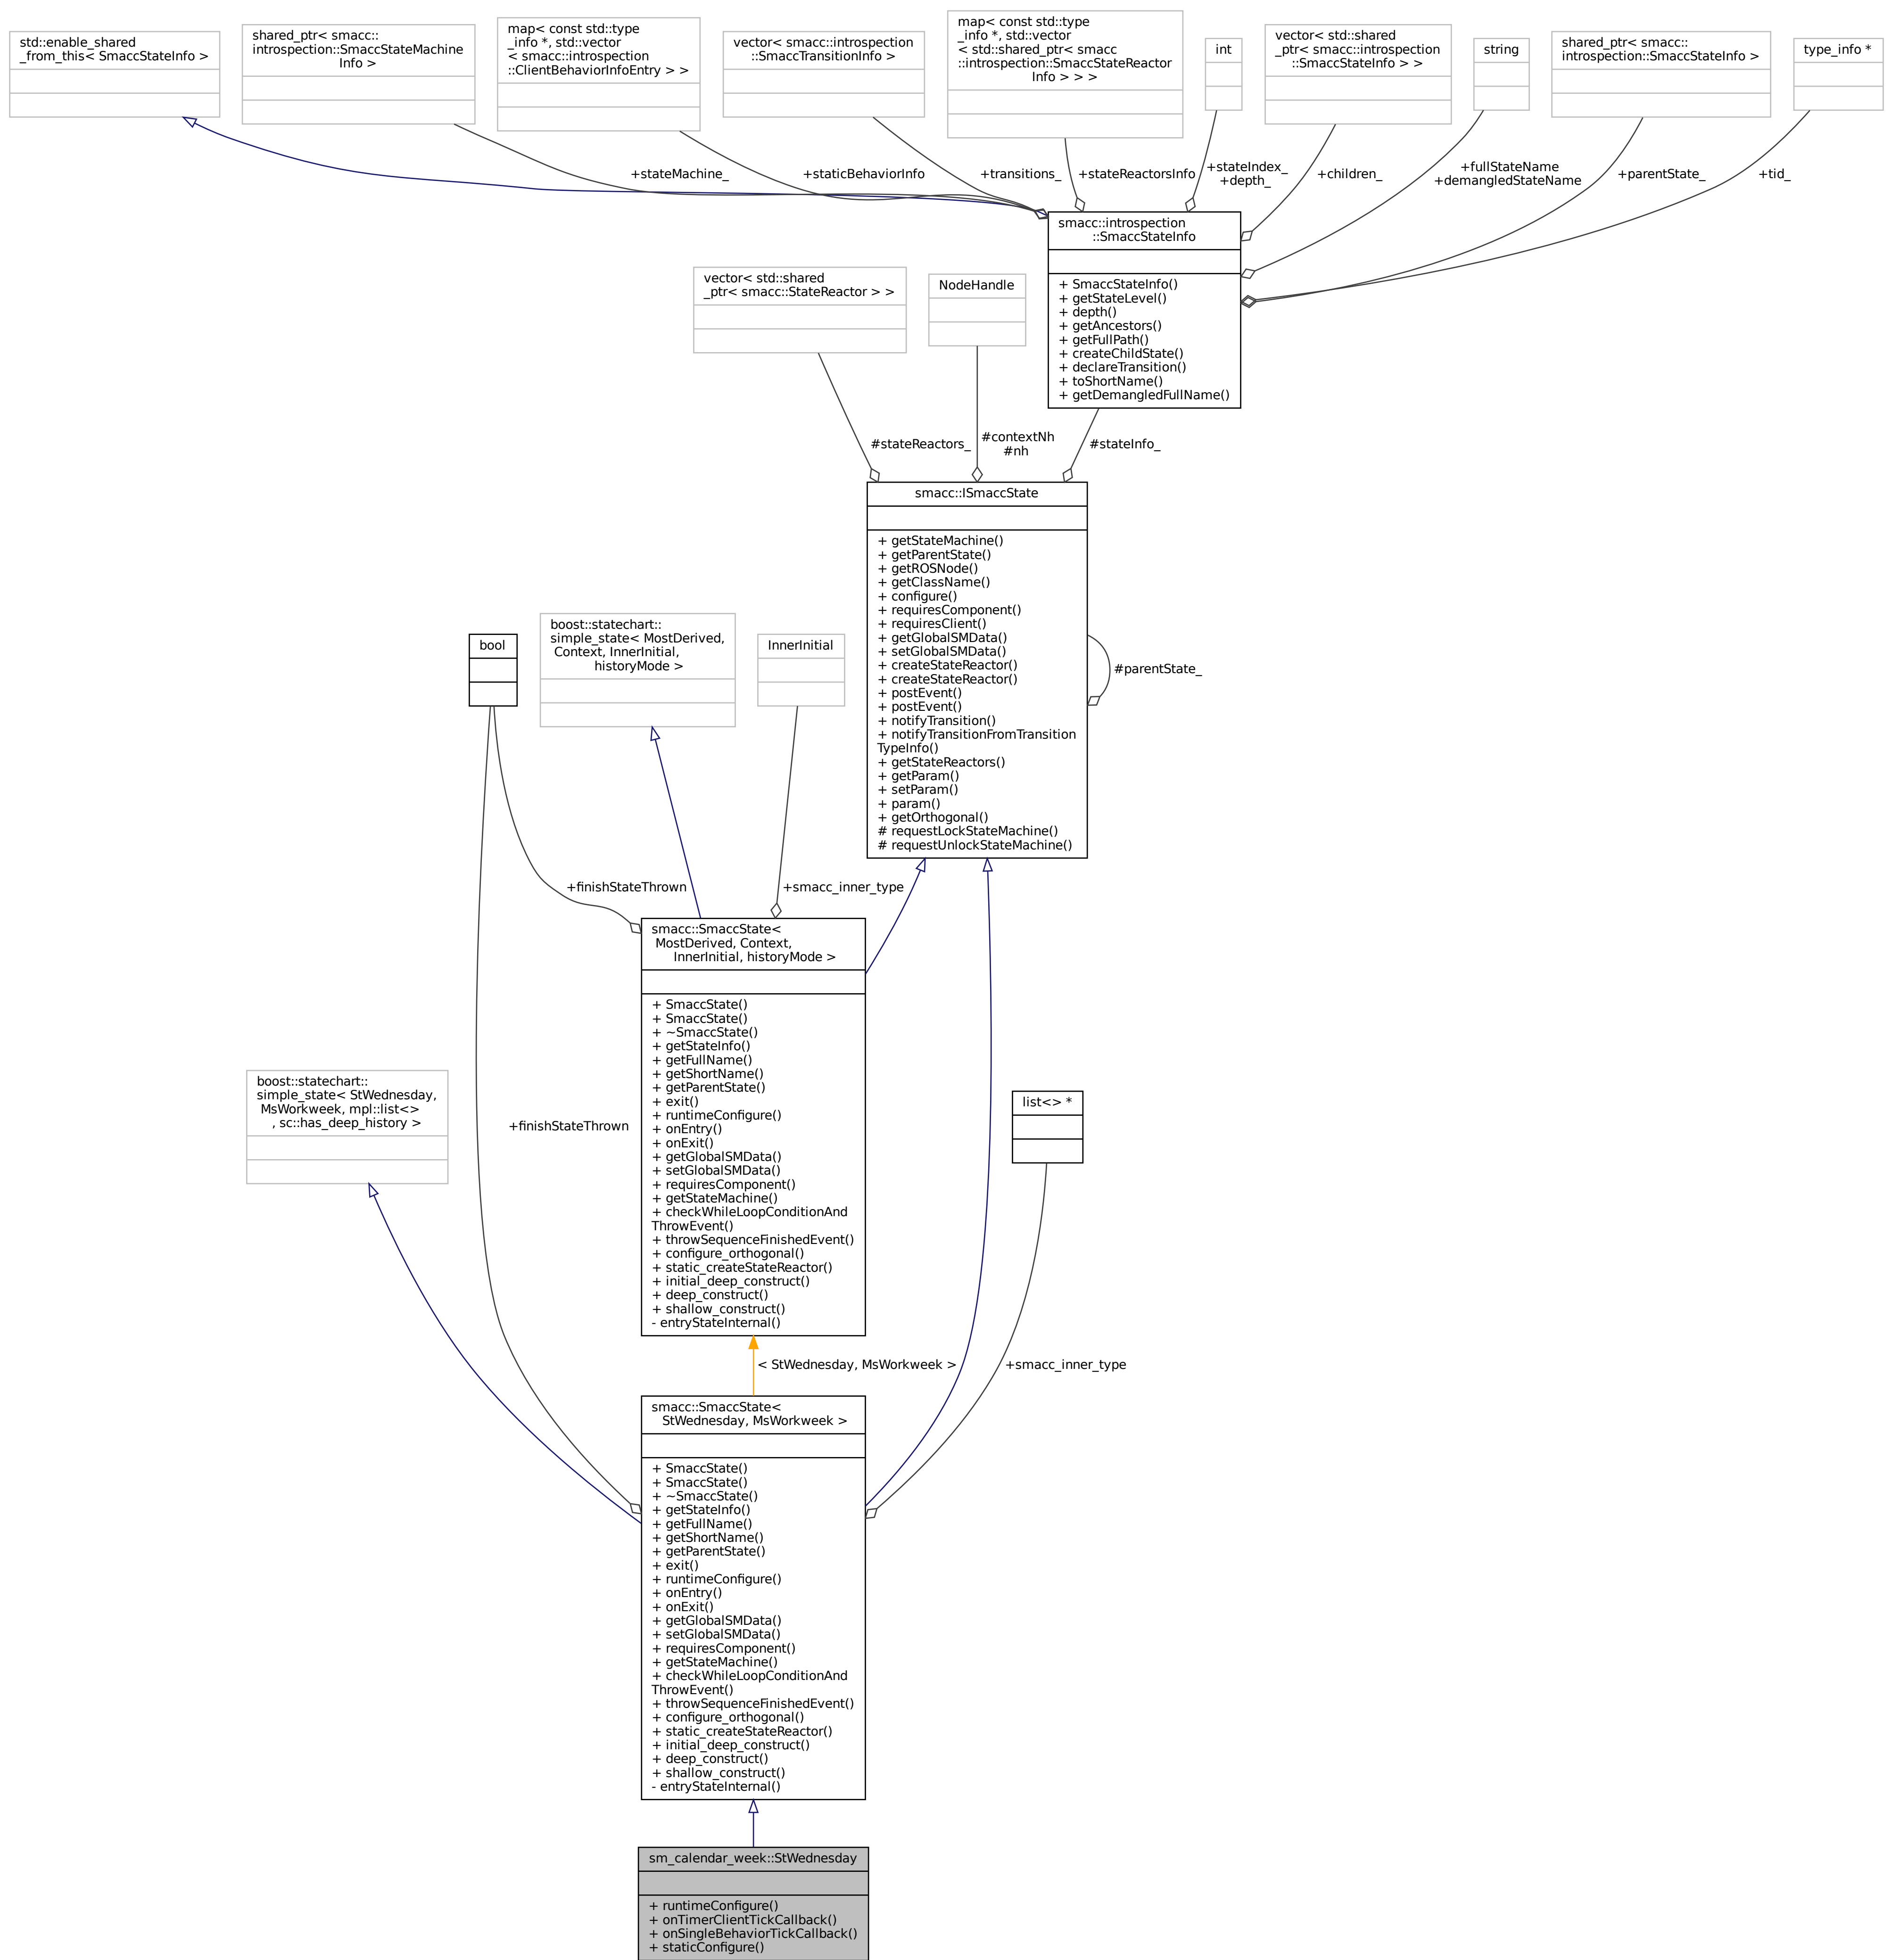 std::enable_shared
_from_this< SmaccStateInfo >
shared_ptr< smacc::
introspection::SmaccStateMachine
Info >
map< const std::type
_info *, std::vector
< smacc::introspection
::ClientBehaviorInfoEntry > >
vector< smacc::introspection
::SmaccTransitionInfo >
map< const std::type
_info *, std::vector
< std::shared_ptr< smacc
::introspection::SmaccStateReactor
Info > > >
int
vector< std::shared
_ptr< smacc::introspection
::SmaccStateInfo > >
string
shared_ptr< smacc::
introspection::SmaccStateInfo >
type_info *
+stateMachine_
+staticBehaviorInfo
+transitions_
+stateReactorsInfo
+stateIndex_
+depth_
+children_
+fullStateName
+demangledStateName
+parentState_
+tid_
smacc::introspection
::SmaccStateInfo
+ SmaccStateInfo()
+ getStateLevel()
+ depth()
+ getAncestors()
+ getFullPath()
+ createChildState()
+ declareTransition()
+ toShortName()
+ getDemangledFullName()
vector< std::shared
_ptr< smacc::StateReactor > >
NodeHandle
#stateReactors_
#contextNh
#nh
#stateInfo_
smacc::ISmaccState
+ getStateMachine()
+ getParentState()
+ getROSNode()
+ getClassName()
+ configure()
+ requiresComponent()
+ requiresClient()
+ getGlobalSMData()
+ setGlobalSMData()
+ createStateReactor()
+ createStateReactor()
+ postEvent()
+ postEvent()
+ notifyTransition()
+ notifyTransitionFromTransition
TypeInfo()
+ getStateReactors()
+ getParam()
+ setParam()
+ param()
+ getOrthogonal()
# requestLockStateMachine()
# requestUnlockStateMachine()
#parentState_
bool
boost::statechart::
simple_state< MostDerived,
Context, InnerInitial,
historyMode >
InnerInitial
+finishStateThrown
+smacc_inner_type
smacc::SmaccState<
MostDerived, Context,
InnerInitial, historyMode >
+ SmaccState()
+ SmaccState()
+ ~SmaccState()
+ getStateInfo()
+ getFullName()
+ getShortName()
+ getParentState()
+ exit()
+ runtimeConfigure()
+ onEntry()
+ onExit()
+ getGlobalSMData()
+ setGlobalSMData()
+ requiresComponent()
+ getStateMachine()
+ checkWhileLoopConditionAnd
ThrowEvent()
+ throwSequenceFinishedEvent()
+ configure_orthogonal()
+ static_createStateReactor()
+ initial_deep_construct()
+ deep_construct()
+ shallow_construct()
- entryStateInternal()
boost::statechart::
simple_state< StWednesday,
MsWorkweek, mpl::list<>
, sc::has_deep_history >
+finishStateThrown
list<> *
< StWednesday, MsWorkweek >
+smacc_inner_type
smacc::SmaccState<
StWednesday, MsWorkweek >
+ SmaccState()
+ SmaccState()
+ ~SmaccState()
+ getStateInfo()
+ getFullName()
+ getShortName()
+ getParentState()
+ exit()
+ runtimeConfigure()
+ onEntry()
+ onExit()
+ getGlobalSMData()
+ setGlobalSMData()
+ requiresComponent()
+ getStateMachine()
+ checkWhileLoopConditionAnd
ThrowEvent()
+ throwSequenceFinishedEvent()
+ configure_orthogonal()
+ static_createStateReactor()
+ initial_deep_construct()
+ deep_construct()
+ shallow_construct()
- entryStateInternal()
sm_calendar_week::StWednesday
+ runtimeConfigure()
+ onTimerClientTickCallback()
+ onSingleBehaviorTickCallback()
+ staticConfigure()